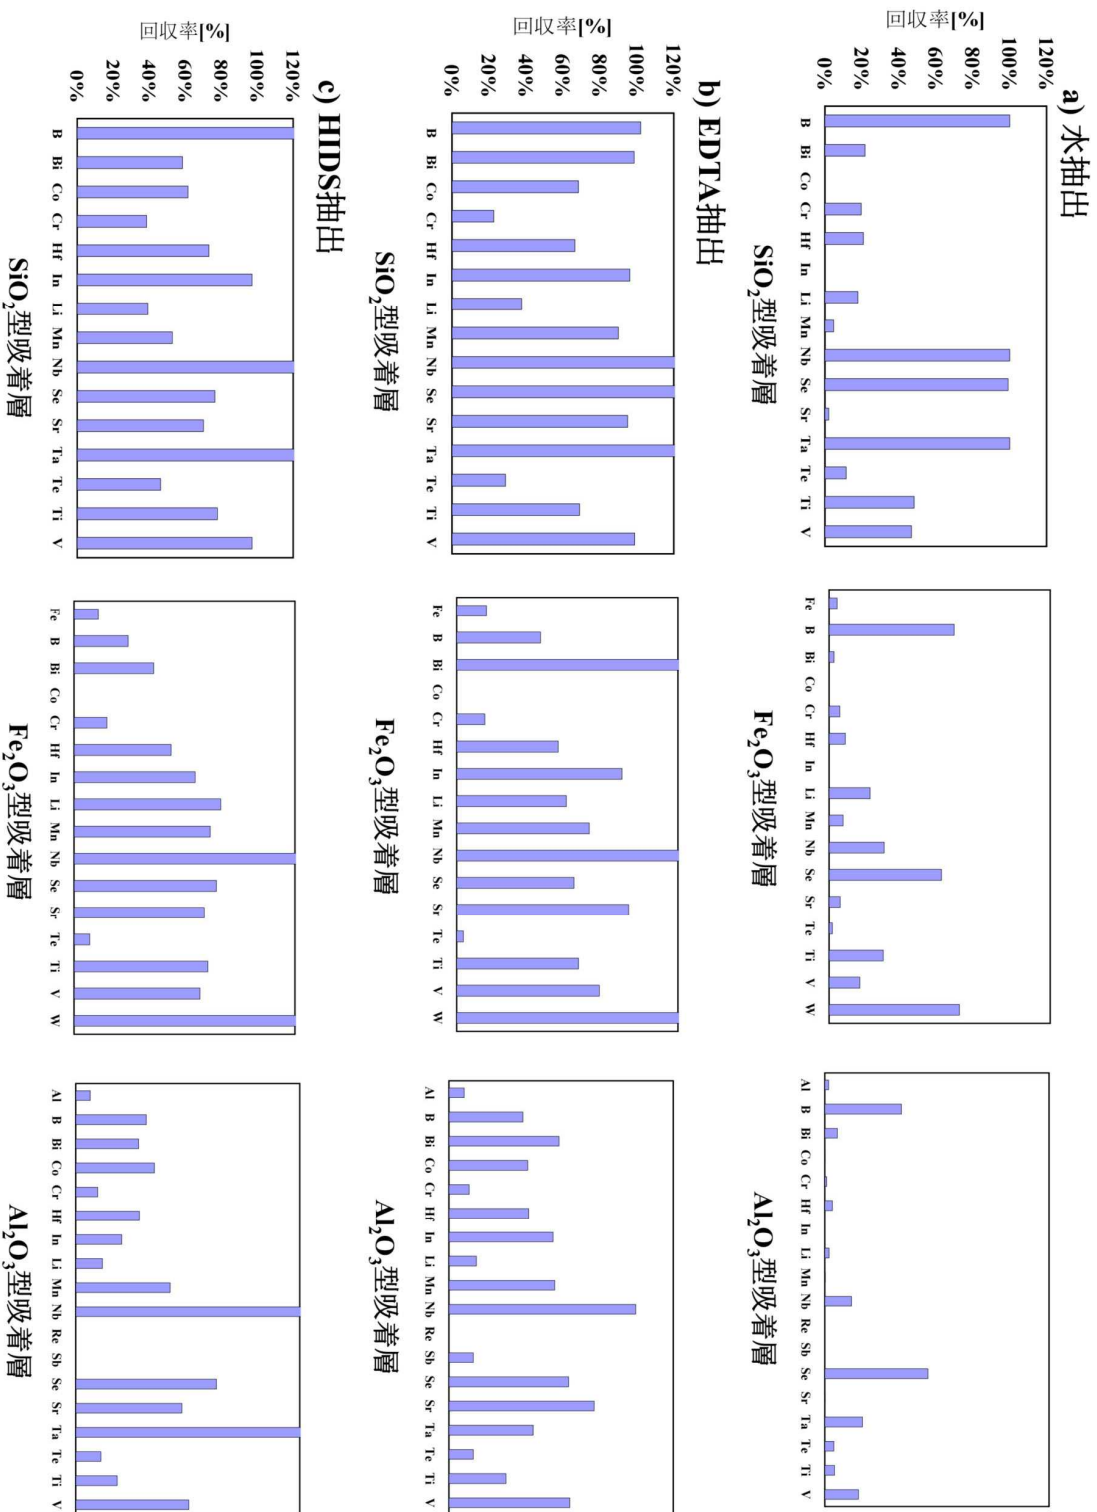 a) 水抽出
回収率[%]
120%
100%
80%
60%
40%
20%
0%
B Bi Co Cr Hf In Li Mn Nb Se Sr Ta Te Ti V
SiO₂型吸着層
Fe B Bi Co Cr Hf In Li Mn Nb Se Sr Te Ti V W
Fe₂O₃型吸着層
Al B Bi Co Cr Hf In Li Mn Nb Re Sb Se Sr Ta Te Ti V
Al₂O₃型吸着層
b) EDTA抽出
回収率[%]
120%
100%
80%
60%
40%
20%
0%
B Bi Co Cr Hf In Li Mn Nb Se Sr Ta Te Ti V
SiO₂型吸着層
Fe B Bi Co Cr Hf In Li Mn Nb Se Sr Te Ti V W
Fe₂O₃型吸着層
Al B Bi Co Cr Hf In Li Mn Nb Re Sb Se Sr Ta Te Ti V
Al₂O₃型吸着層
c) HIDS抽出
回収率[%]
120%
100%
80%
60%
40%
20%
0%
B Bi Co Cr Hf In Li Mn Nb Se Sr Ta Te Ti V
SiO₂型吸着層
Fe B Bi Co Cr Hf In Li Mn Nb Se Sr Te Ti V W
Fe₂O₃型吸着層
Al B Bi Co Cr Hf In Li Mn Nb Re Sb Se Sr Ta Te Ti V
Al₂O₃型吸着層